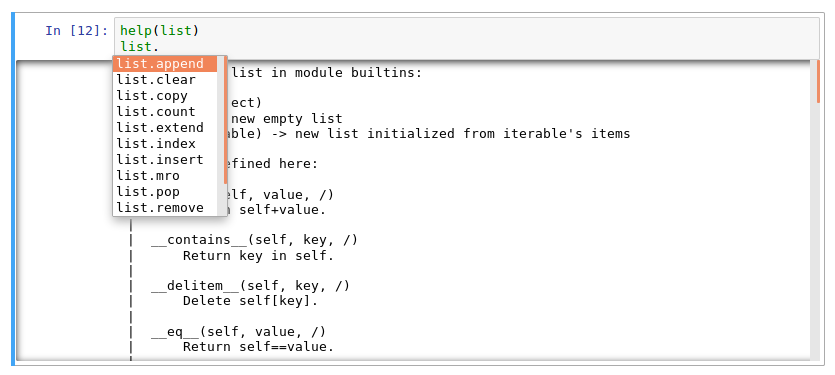 In [12]: help(list)
list.
list.append
list.clear
list.copy
list.count
list.extend
list.index
list.insert
list.mro
list.pop
list.remove
list in module builtins:
ect)
new empty list
able) -> new list initialized from iterable's items
efined here:
elf, value, /)
self+value.
|
| __contains__(self, key, /)
| Return key in self.
|
| __delitem__(self, key, /)
| Delete self[key].
|
| __eq__(self, value, /)
| Return self==value.